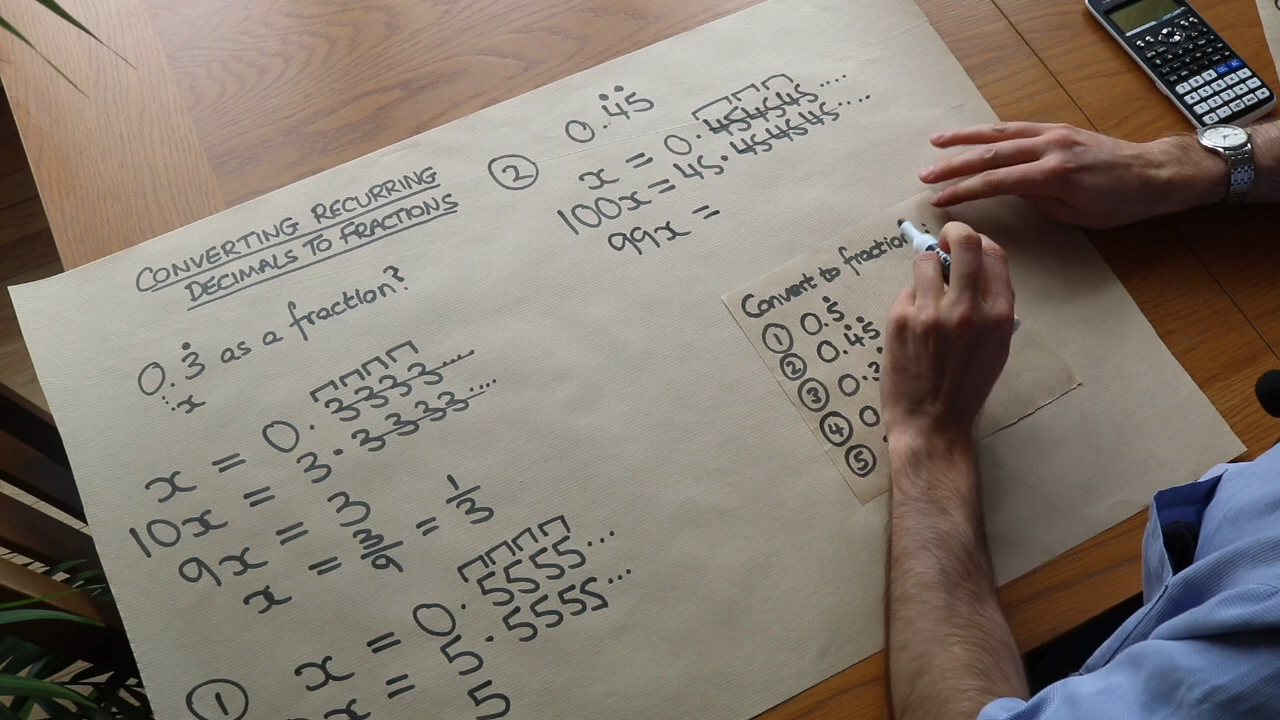 CONVERTING RECURRING
DECIMALS TO FRACTIONS
0.3̇ as a fraction?
x
x = 0.3333....
10x = 3.3333....
9x = 3
x = 3/9 = 1/3
① x = 0.5555...
x = 5.5555...
5
② 0.4̇5̇
x = 0.454545....
100x = 45.454545....
99x =
Convert to fraction
① 0.5̇
② 0.4̇5̇
③ 0.
④ 0
⑤